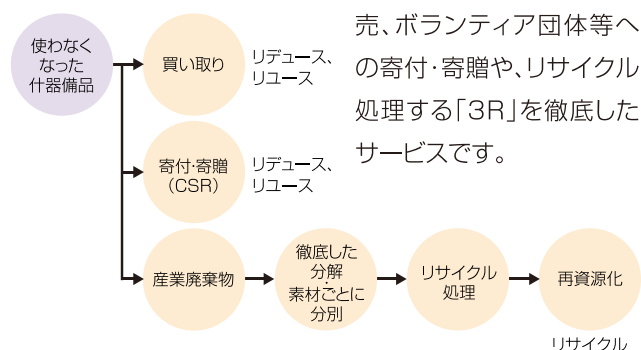 売、ボランティア団体等へ
の寄付・寄贈や、リサイクル
処理する「3R」を徹底した
サービスです。
使わなく
なった
什器備品
買い取り
リデュース、
リユース
寄付・寄贈
（CSR）
リデュース、
リユース
産業廃棄物
徹底した
分解
・
素材ごとに
分別
リサイクル
処理
再資源化
リサイクル